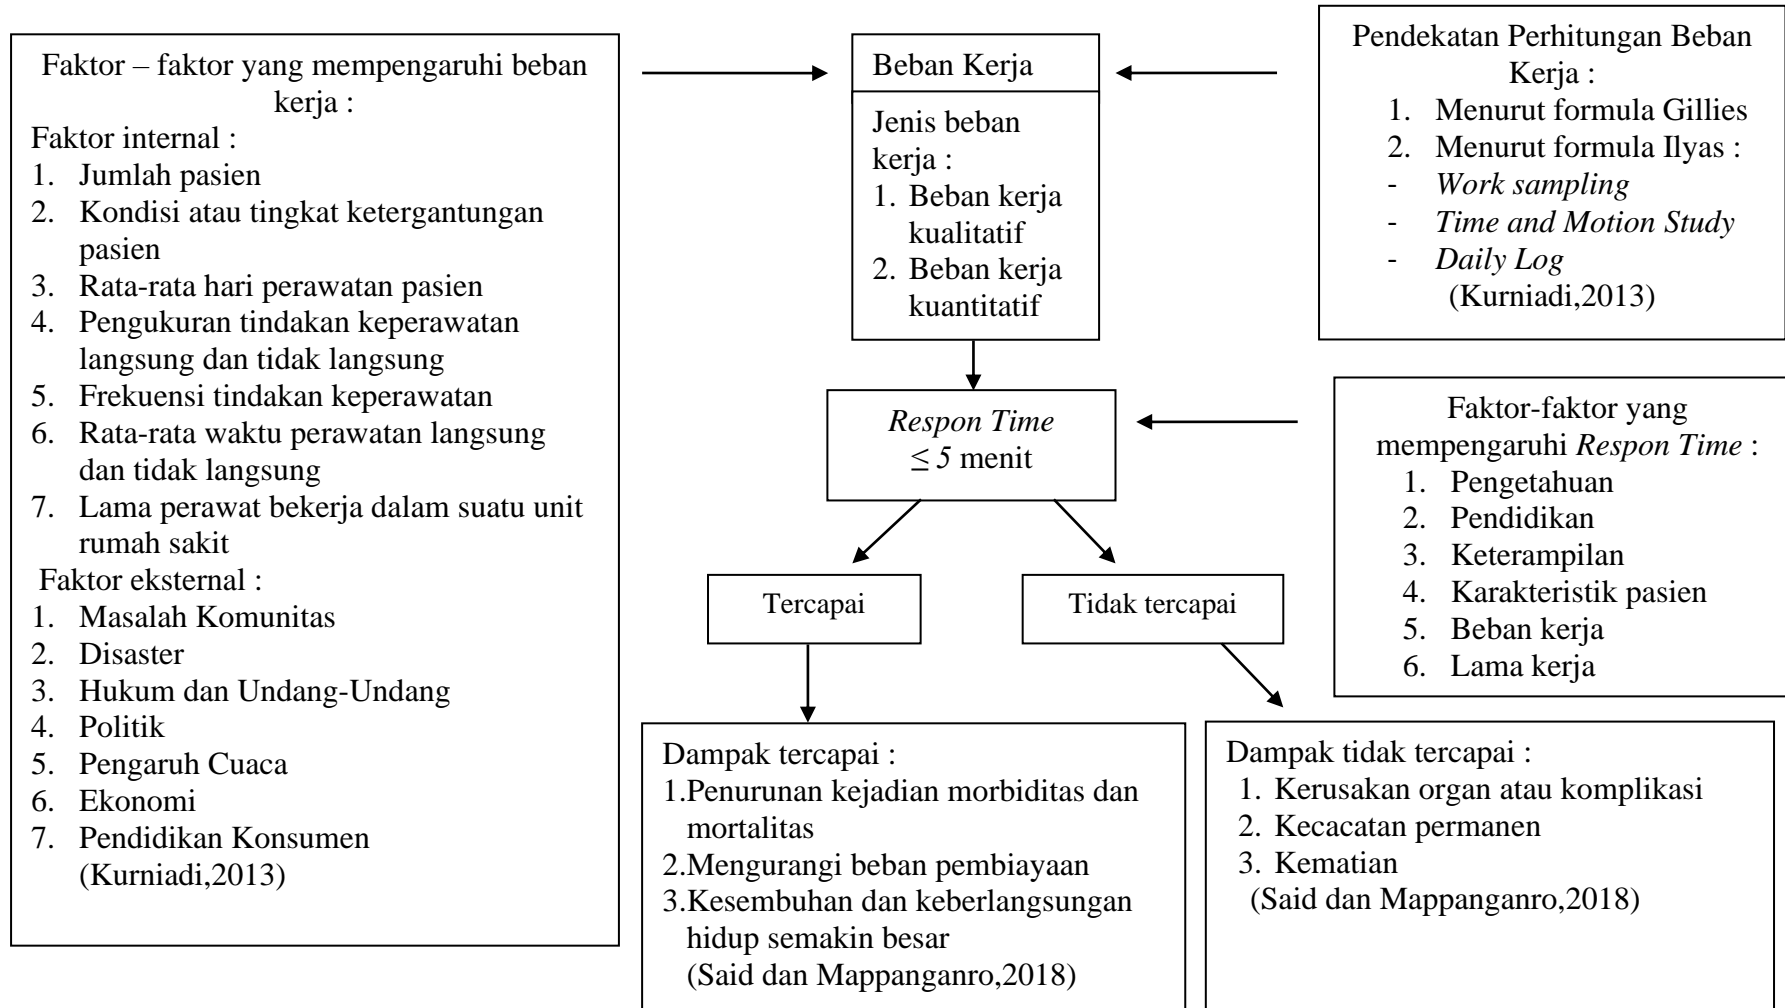 Faktor – faktor yang mempengaruhi beban
kerja :
Faktor internal :
1. Jumlah pasien
2. Kondisi atau tingkat ketergantungan
pasien
3. Rata-rata hari perawatan pasien
4. Pengukuran tindakan keperawatan
langsung dan tidak langsung
5. Frekuensi tindakan keperawatan
6. Rata-rata waktu perawatan langsung
dan tidak langsung
7. Lama perawat bekerja dalam suatu unit
rumah sakit
Faktor eksternal :
1. Masalah Komunitas
2. Disaster
3. Hukum dan Undang-Undang
4. Politik
5. Pengaruh Cuaca
6. Ekonomi
7. Pendidikan Konsumen
(Kurniadi,2013)
Beban Kerja
Jenis beban
kerja :
1. Beban kerja
kualitatif
2. Beban kerja
kuantitatif
Pendekatan Perhitungan Beban
Kerja :
1. Menurut formula Gillies
2. Menurut formula Ilyas :
- Work sampling
- Time and Motion Study
- Daily Log
(Kurniadi,2013)
Respon Time
≤ 5 menit
Faktor-faktor yang
mempengaruhi Respon Time :
1. Pengetahuan
2. Pendidikan
3. Keterampilan
4. Karakteristik pasien
5. Beban kerja
6. Lama kerja
Tercapai
Tidak tercapai
Dampak tercapai :
1.Penurunan kejadian morbiditas dan
mortalitas
2.Mengurangi beban pembiayaan
3.Kesembuhan dan keberlangsungan
hidup semakin besar
(Said dan Mappanganro,2018)
Dampak tidak tercapai :
1. Kerusakan organ atau komplikasi
2. Kecacatan permanen
3. Kematian
(Said dan Mappanganro,2018)